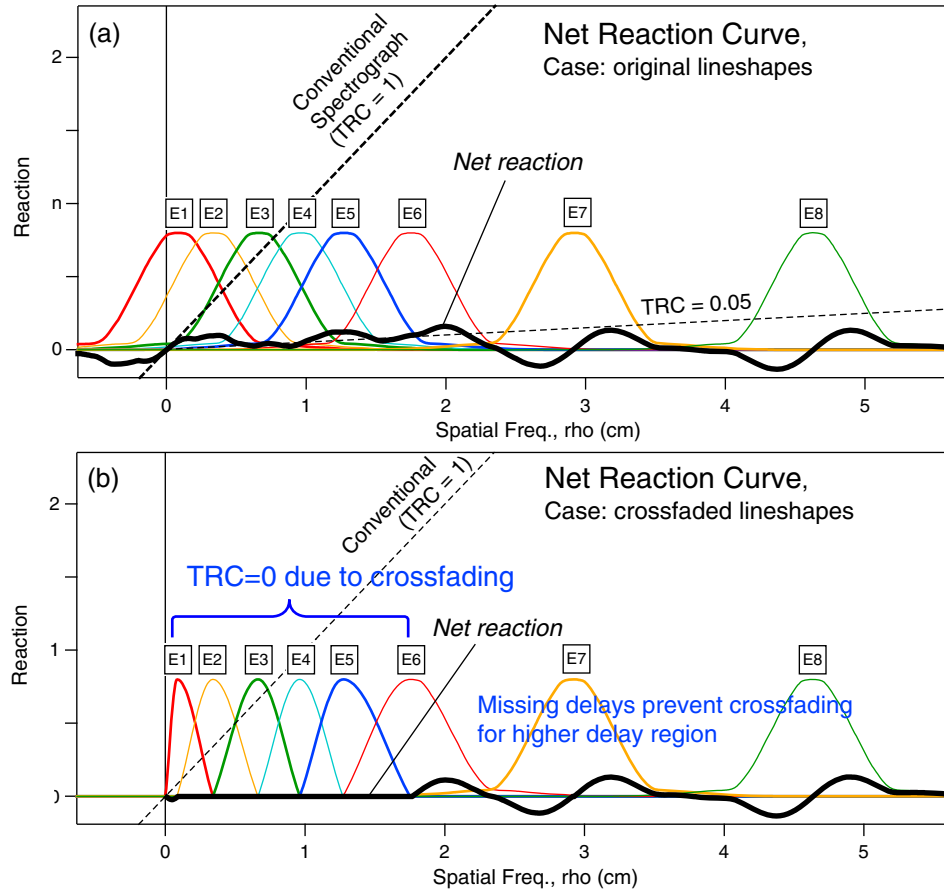 (a)
Net Reaction Curve,
Case: original lineshapes
Conventional
Spectrograph
(TRC = 1)
Net reaction
E1 E2 E3 E4 E5 E6 E7 E8
TRC = 0.05
Reaction
2
0
0 1 2 3 4 5
Spatial Freq., rho (cm)
(b)
Net Reaction Curve,
Case: crossfaded lineshapes
Conventional
(TRC = 1)
TRC=0 due to crossfading
Net reaction
E1 E2 E3 E4 E5 E6 E7 E8
Missing delays prevent crossfading
for higher delay region
Reaction
2
1
0 1 2 3 4 5
Spatial Freq., rho (cm)